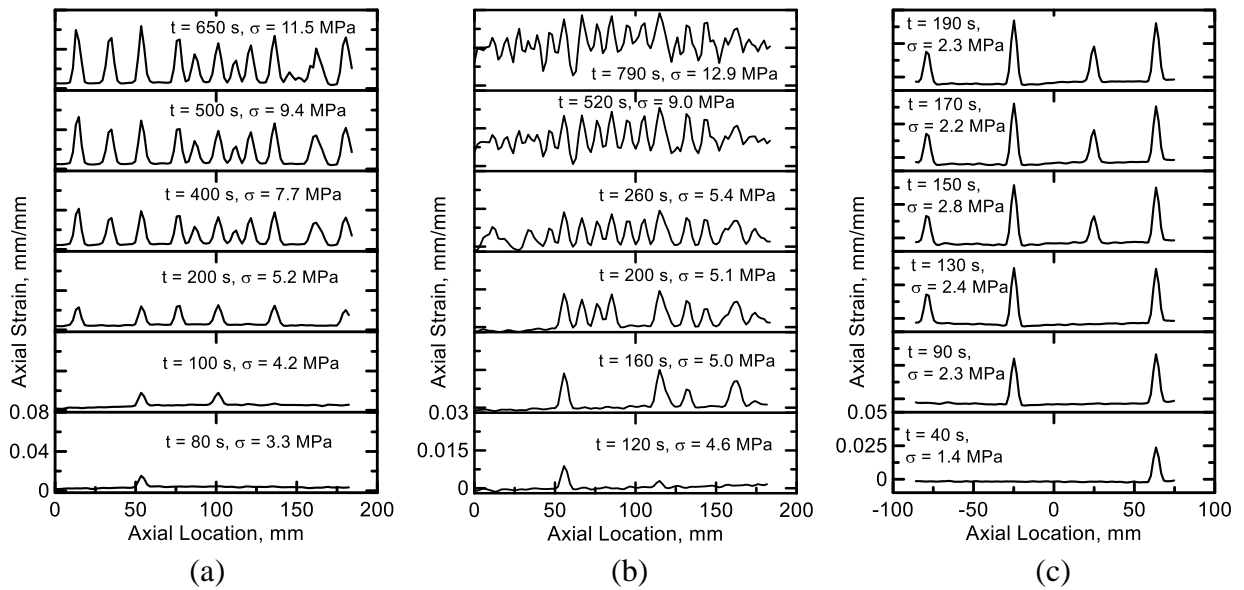 t = 650 s, σ = 11.5 MPa
t = 500 s, σ = 9.4 MPa
t = 400 s, σ = 7.7 MPa
t = 200 s, σ = 5.2 MPa
t = 100 s, σ = 4.2 MPa
t = 80 s, σ = 3.3 MPa
Axial Strain, mm/mm
0.08
0.04
0
0 50 100 150 200
Axial Location, mm
(a)
t = 790 s, σ = 12.9 MPa
t = 520 s, σ = 9.0 MPa
t = 260 s, σ = 5.4 MPa
t = 200 s, σ = 5.1 MPa
t = 160 s, σ = 5.0 MPa
t = 120 s, σ = 4.6 MPa
Axial Strain, mm/mm
0.03
0.015
0
0 50 100 150 200
Axial Location, mm
(b)
t = 190 s,
σ = 2.3 MPa
t = 170 s,
σ = 2.2 MPa
t = 150 s,
σ = 2.8 MPa
t = 130 s,
σ = 2.4 MPa
t = 90 s,
σ = 2.3 MPa
t = 40 s,
σ = 1.4 MPa
Axial Strain, mm/mm
0.05
0.025
0
-100 -50 0 50 100
Axial Location, mm
(c)